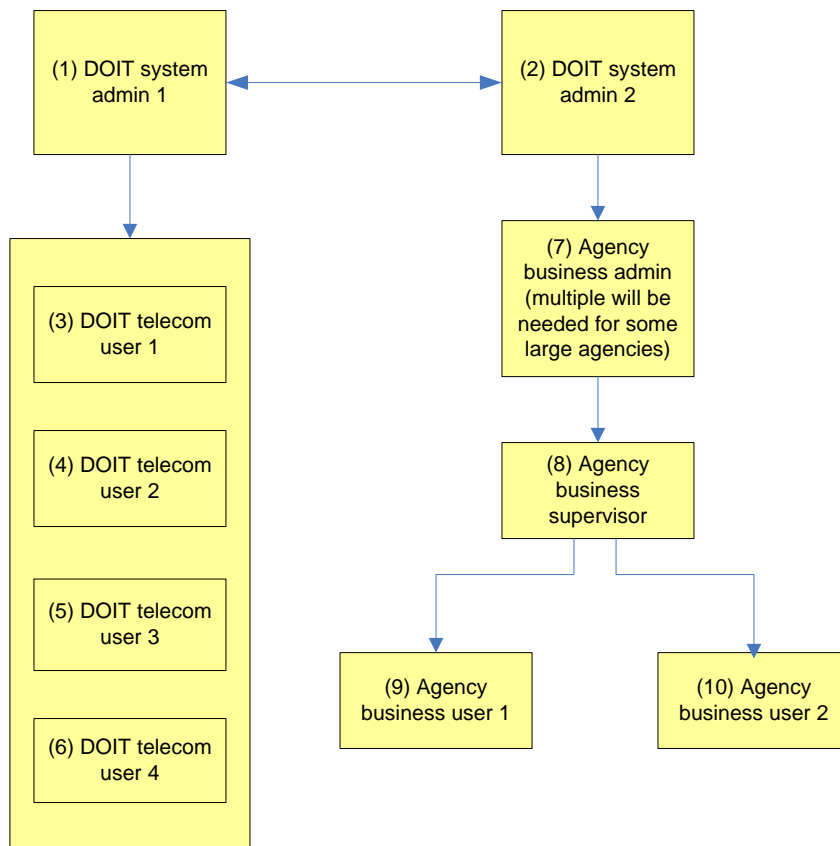 (1) DOIT system
admin 1
(2) DOIT system
admin 2
(3) DOIT telecom
user 1
(4) DOIT telecom
user 2
(5) DOIT telecom
user 3
(6) DOIT telecom
user 4
(7) Agency
business admin
(multiple will be
needed for some
large agencies)
(8) Agency
business
supervisor
(9) Agency
business user 1
(10) Agency
business user 2